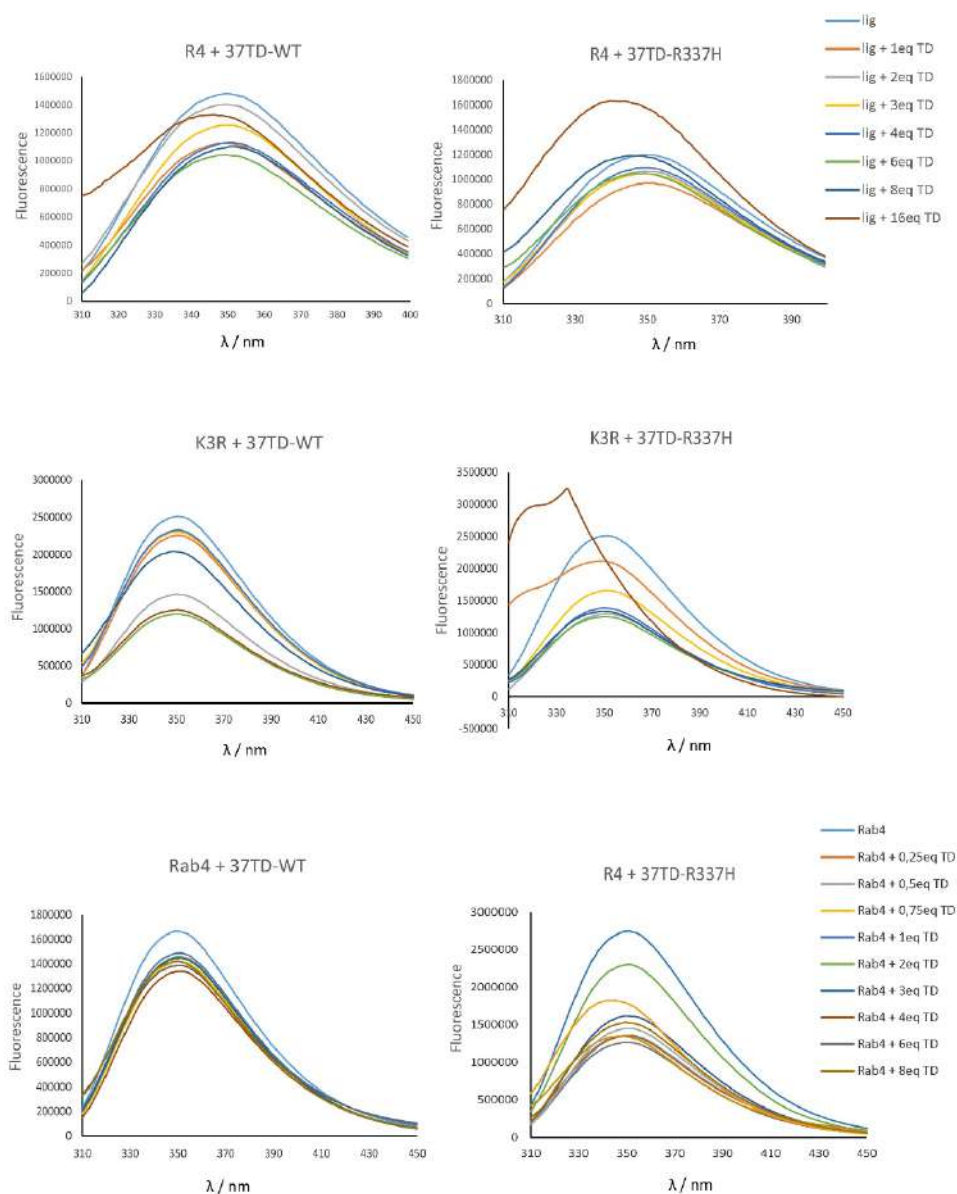 R4 + 37TD-WT
Fluorescence
1600000
1400000
1200000
1000000
800000
600000
400000
200000
0
310 320 330 340 350 360 370 380 390 400
λ / nm
R4 + 37TD-R337H
Fluorescence
1800000
1600000
1400000
1200000
1000000
800000
600000
400000
200000
0
310 330 350 370 390
λ / nm
lig
lig + 1eq TD
lig + 2eq TD
lig + 3eq TD
lig + 4eq TD
lig + 6eq TD
lig + 8eq TD
lig + 16eq TD
K3R + 37TD-WT
Fluorescence
3000000
2500000
2000000
1500000
1000000
500000
0
310 330 350 370 390 410 430 450
λ / nm
K3R + 37TD-R337H
Fluorescence
3500000
3000000
2500000
2000000
1500000
1000000
500000
0
-500000
310 330 350 370 390 410 430 450
λ / nm
Rab4 + 37TD-WT
Fluorescence
1800000
1600000
1400000
1200000
1000000
800000
600000
400000
200000
0
310 330 350 370 390 410 430 450
λ / nm
R4 + 37TD-R337H
Fluorescence
3000000
2500000
2000000
1500000
1000000
500000
0
310 330 350 370 390 410 430 450
λ / nm
Rab4
Rab4 + 0,25eq TD
Rab4 + 0,5eq TD
Rab4 + 0,75eq TD
Rab4 + 1eq TD
Rab4 + 2eq TD
Rab4 + 3eq TD
Rab4 + 4eq TD
Rab4 + 6eq TD
Rab4 + 8eq TD